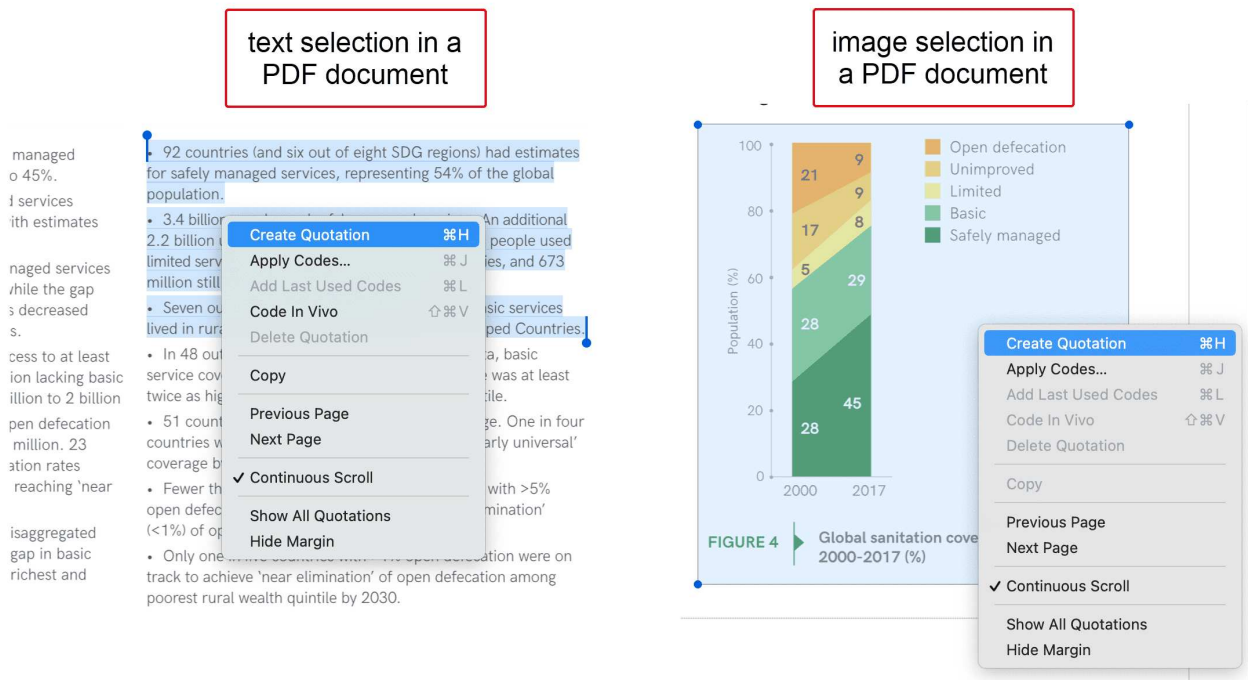 text selection in a
PDF document
image selection in
a PDF document
managed
o 45%.
services
ith estimates
naged services
while the gap
s decreased
s.
cess to at least
ion lacking basic
illion to 2 billion
pen defecation
million. 23
ation rates
reaching ‘near
isaggregated
gap in basic
richest and
• 92 countries (and six out of eight SDG regions) had estimates
for safely managed services, representing 54% of the global
population.
• 3.4 billion An additional
2.2 billion people used
limited serv ies, and 673
million still
• Seven ou sic services
lived in rura ped Countries.
• In 48 out a, basic
service cov was at least
twice as hig tile.
• 51 count ge. One in four
countries w arly universal’
coverage b
• Fewer th with >5%
open defec mination’
(<1%) of op
• Only one in five countries with open defecation were on
track to achieve ‘near elimination’ of open defecation among
poorest rural wealth quintile by 2030.
Create Quotation ⌘H
Apply Codes... ⌘J
Add Last Used Codes ⌘L
Code In Vivo ⇧⌘V
Delete Quotation
Copy
Previous Page
Next Page
✓ Continuous Scroll
Show All Quotations
Hide Margin
100
80
60
40
20
0
Population (%)
21
17
5
28
28
9
9
8
29
45
2000 2017
Open defecation
Unimproved
Limited
Basic
Safely managed
FIGURE 4
Global sanitation cove
2000-2017 (%)
Create Quotation ⌘H
Apply Codes... ⌘J
Add Last Used Codes ⌘L
Code In Vivo ⇧⌘V
Delete Quotation
Copy
Previous Page
Next Page
✓ Continuous Scroll
Show All Quotations
Hide Margin